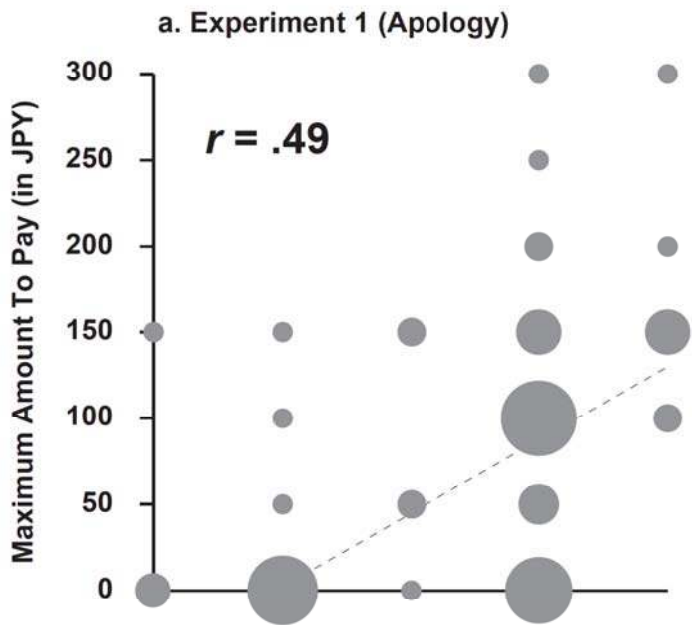 a. Experiment 1 (Apology)
Maximum Amount To Pay (in JPY)
300
r = .49
250
200
150
100
50
0